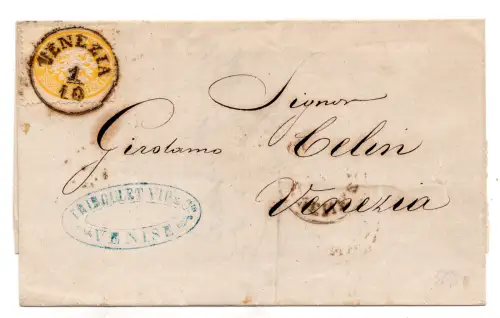 VENEZIA
1
10
Signor
Girolamo Celin
Venezia
VENISE